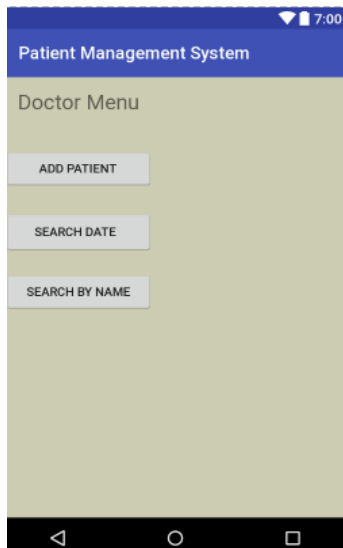 7:00
Patient Management System
Doctor Menu
ADD PATIENT
SEARCH DATE
SEARCH BY NAME